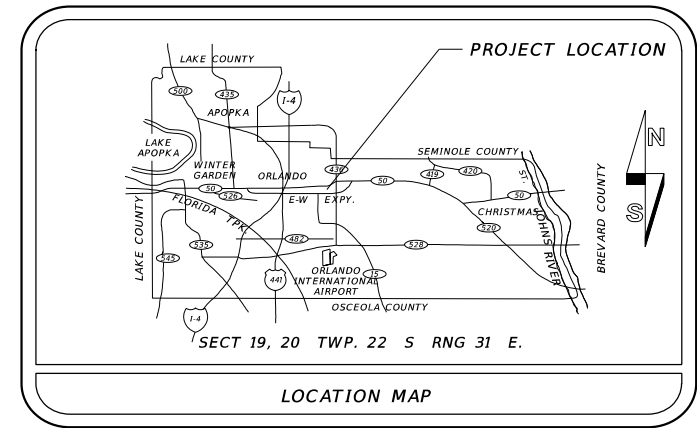 LAKE COUNTY
PROJECT LOCATION
500
435
I-4
APOPKA
LAKE
APOPKA
SEMINOLE COUNTY
N
WINTER
GARDEN
ORLANDO
436
419
420
50
50
526
50
E-W EXPY.
FLORIDA TPK.
CHRISTMAS
ST. JOHNS RIVER
BREVARD COUNTY
S
LAKE COUNTY
520
482
535
528
545
ORLANDO
INTERNATIONAL
AIRPORT
15
441
OSCEOLA COUNTY
I-4
SECT 19, 20 TWP. 22 S RNG 31 E.
LOCATION MAP